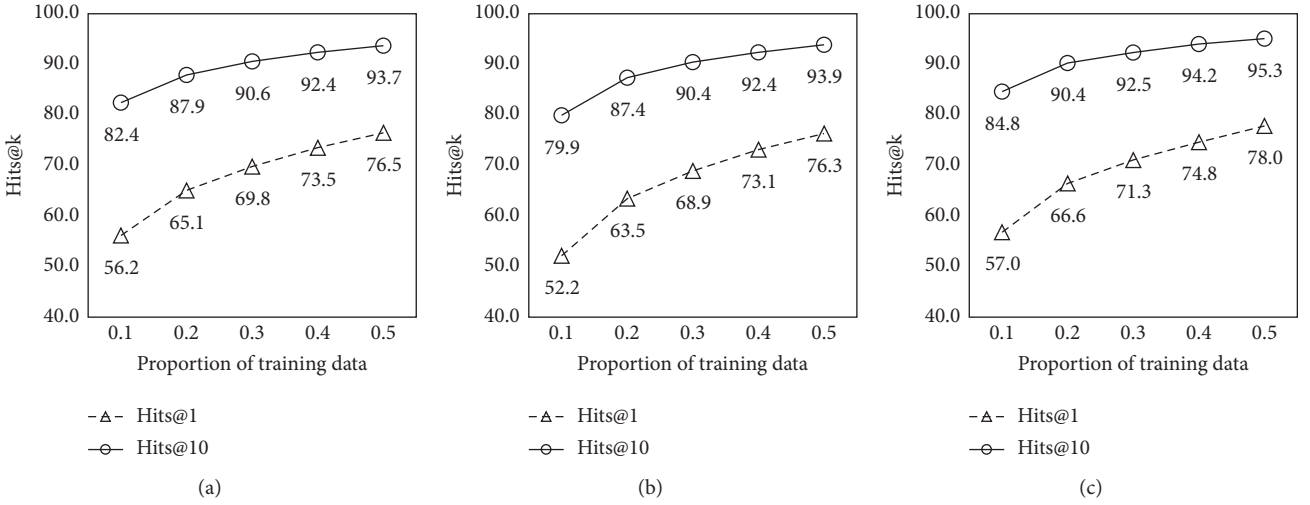 Hits@k
100.0
90.0
80.0
70.0
60.0
50.0
40.0
82.4
87.9
90.6
92.4
93.7
56.2
65.1
69.8
73.5
76.5
0.1 0.2 0.3 0.4 0.5
Proportion of training data
Hits@1
Hits@10
(a)
Hits@k
100.0
90.0
80.0
70.0
60.0
50.0
40.0
79.9
87.4
90.4
92.4
93.9
52.2
63.5
68.9
73.1
76.3
0.1 0.2 0.3 0.4 0.5
Proportion of training data
Hits@1
Hits@10
(b)
Hits@k
100.0
90.0
80.0
70.0
60.0
50.0
40.0
84.8
90.4
92.5
94.2
95.3
57.0
66.6
71.3
74.8
78.0
0.1 0.2 0.3 0.4 0.5
Proportion of training data
Hits@1
Hits@10
(c)